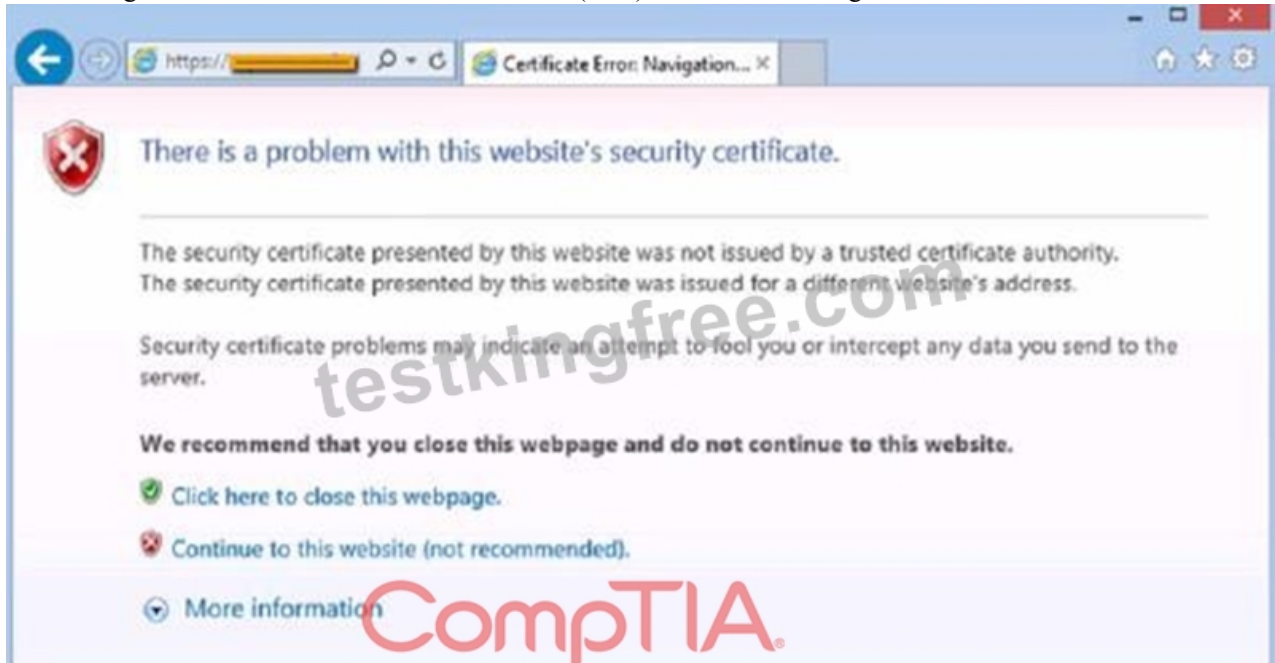 https://
Certificate Error: Navigation...
There is a problem with this website's security certificate.
The security certificate presented by this website was not issued by a trusted certificate authority.
The security certificate presented by this website was issued for a different website's address.
Security certificate problems may indicate an attempt to fool you or intercept any data you send to the
server.
We recommend that you close this webpage and do not continue to this website.
Click here to close this webpage.
Continue to this website (not recommended).
More information
testkingfree.com
CompTIA.